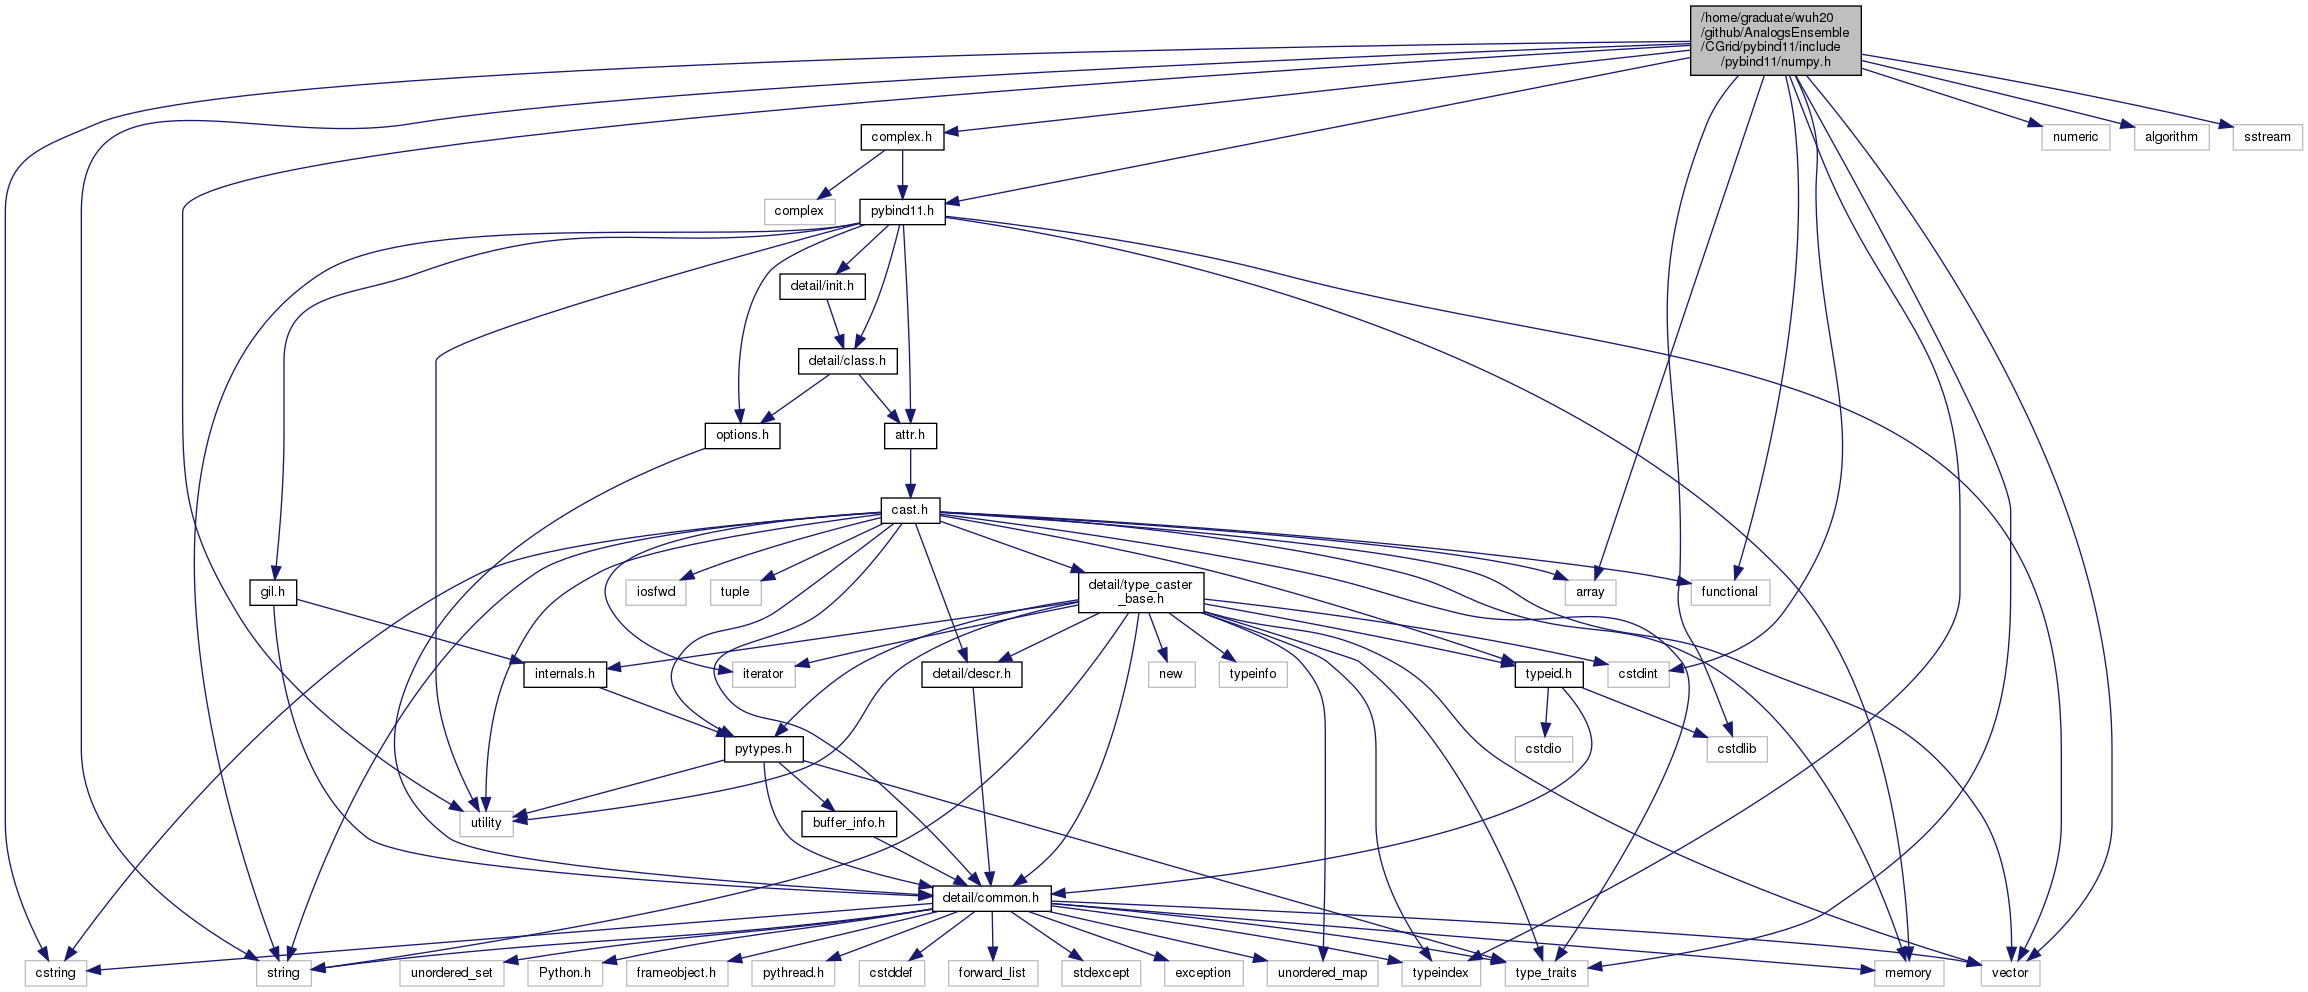 /home/graduate/wuh20
/github/AnalogsEnsemble
/CGrid/pybind11/include
/pybind11/numpy.h
complex.h
numeric
algorithm
sstream
complex
pybind11.h
detail/init.h
detail/class.h
options.h
attr.h
cast.h
gil.h
iosfwd
tuple
detail/type_caster
_base.h
array
functional
internals.h
iterator
detail/descr.h
new
typeinfo
typeid.h
cstdint
pytypes.h
cstdio
cstdlib
utility
buffer_info.h
detail/common.h
cstring
string
unordered_set
Python.h
frameobject.h
pythread.h
cstddef
forward_list
stdexcept
exception
unordered_map
typeindex
type_traits
memory
vector